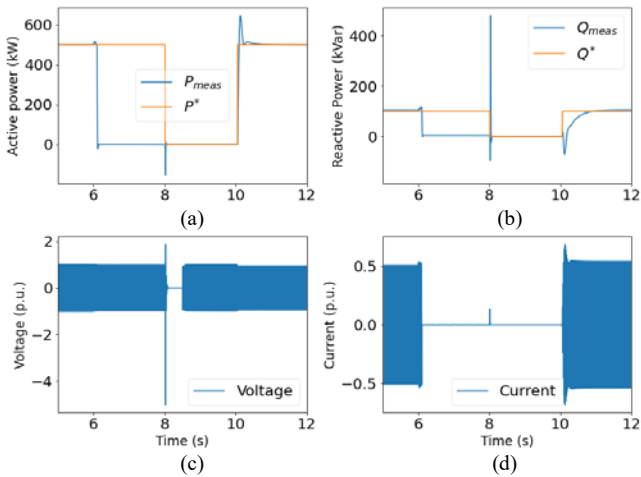 Active power (kW)
600
400
200
0
P_meas
P*
6
8
10
12
(a)
Reactive Power (kVar)
400
200
0
Q_meas
Q*
6
8
10
12
(b)
Voltage (p.u.)
2
0
−2
−4
Voltage
6
8
10
12
Time (s)
(c)
Current (p.u.)
0.5
0.0
−0.5
Current
6
8
10
12
Time (s)
(d)